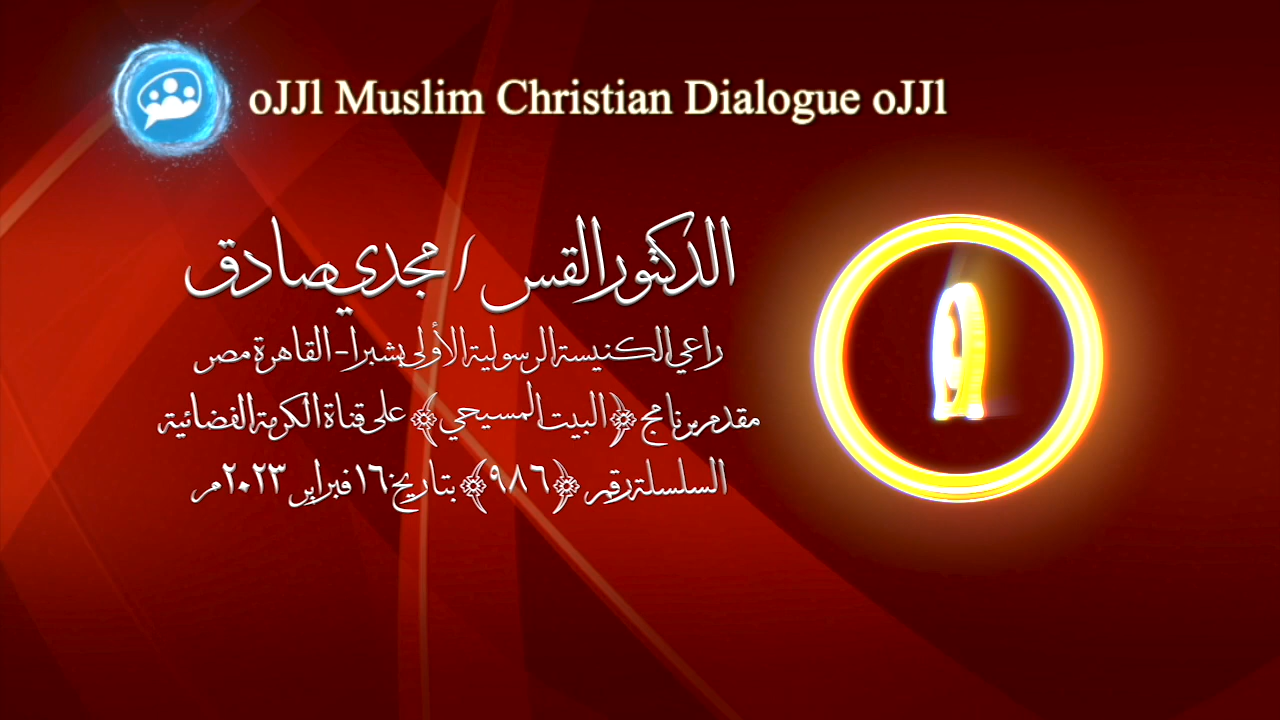 oJJl Muslim Christian Dialogue oJJl
الدكتور القس / مجدي صادق
راعي الكنيسة الرسولية الأولى بشبرا - القاهرة مصر
مقدم برنامج ﴿البيت المسيحي﴾ على قناة الكرمة الفضائية
السلسلة رقم ﴿٩٨٦﴾ بتاريخ ١٦ فبراير ٢٠٢٣م